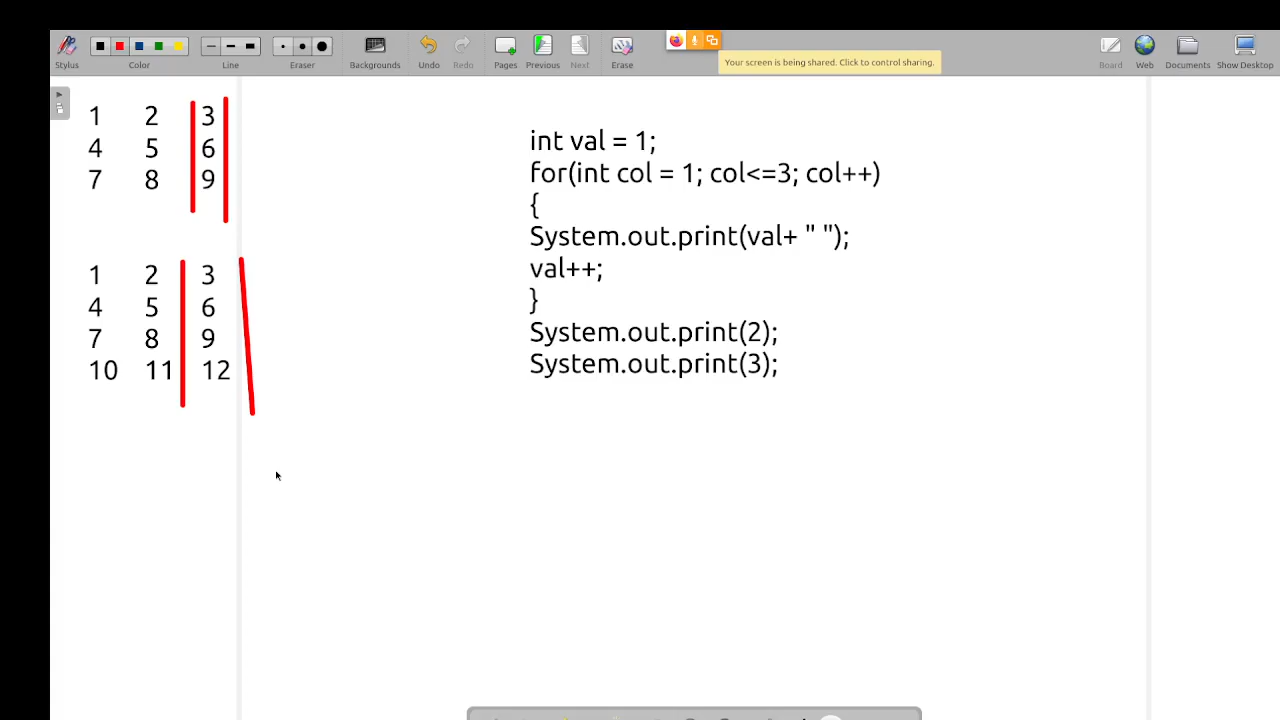 Your screen is being shared. Click to control sharing.
Stylus Color Line Eraser Backgrounds Undo Redo Pages Previous Next Erase Board Web Documents Show Desktop
1 2 3
4 5 6
7 8 9
1 2 3
4 5 6
7 8 9
10 11 12
int val = 1;
for(int col = 1; col<=3; col++)
{
System.out.print(val+ " ");
val++;
}
System.out.print(2);
System.out.print(3);